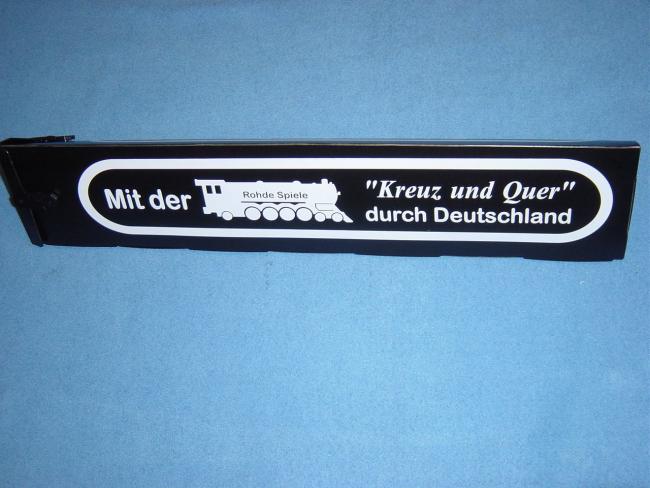 Mit der
Rohde Spiele
"Kreuz und Quer"
durch Deutschland